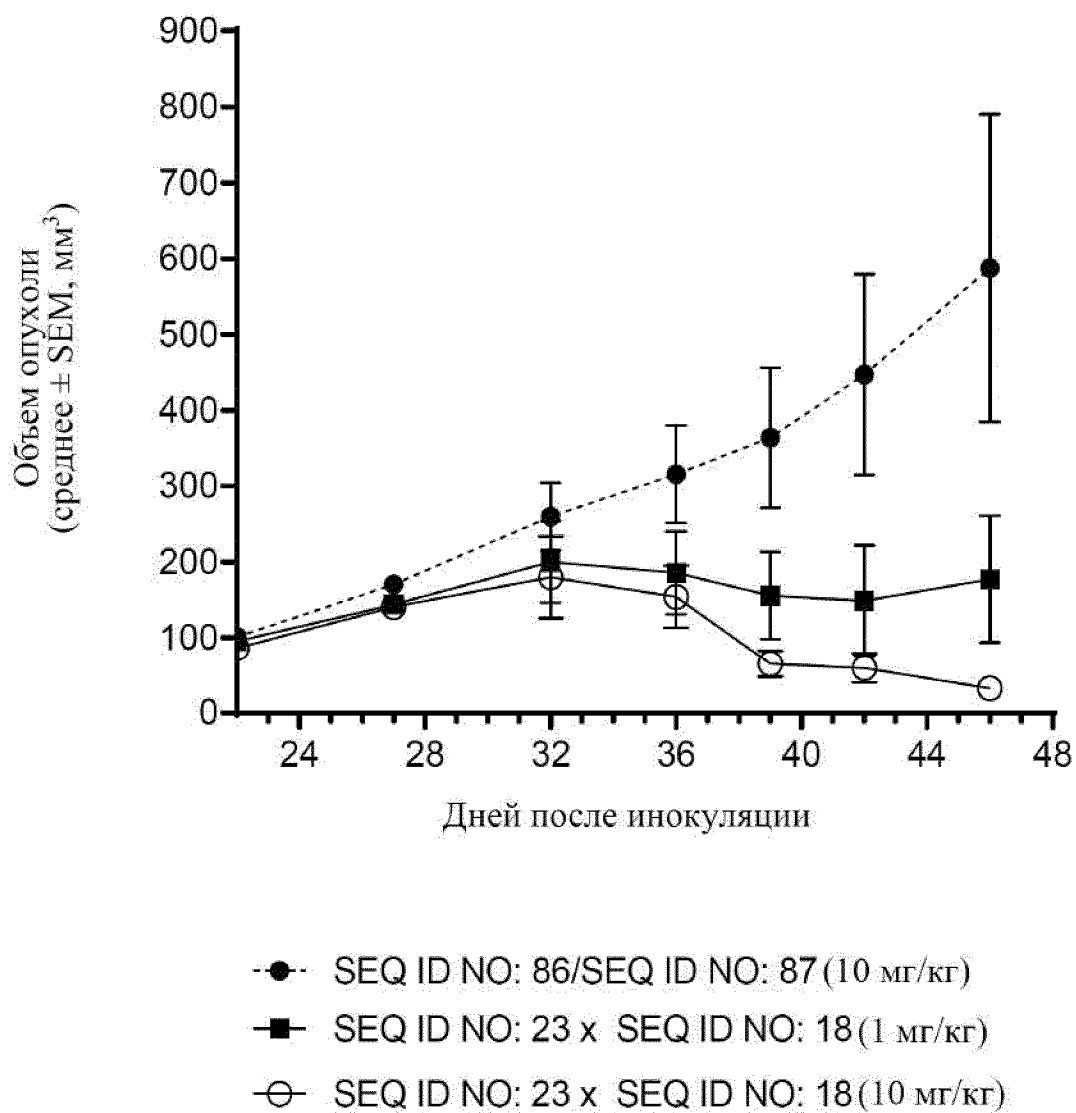 900
800
700
600
500
400
300
200
100
0
Объем опухоли
(среднее ± SEM, мм³)
24 28 32 36 40 44 48
Дней после инокуляции
SEQ ID NO: 86/SEQ ID NO: 87 (10 мг/кг)
SEQ ID NO: 23 x SEQ ID NO: 18 (1 мг/кг)
SEQ ID NO: 23 x SEQ ID NO: 18 (10 мг/кг)